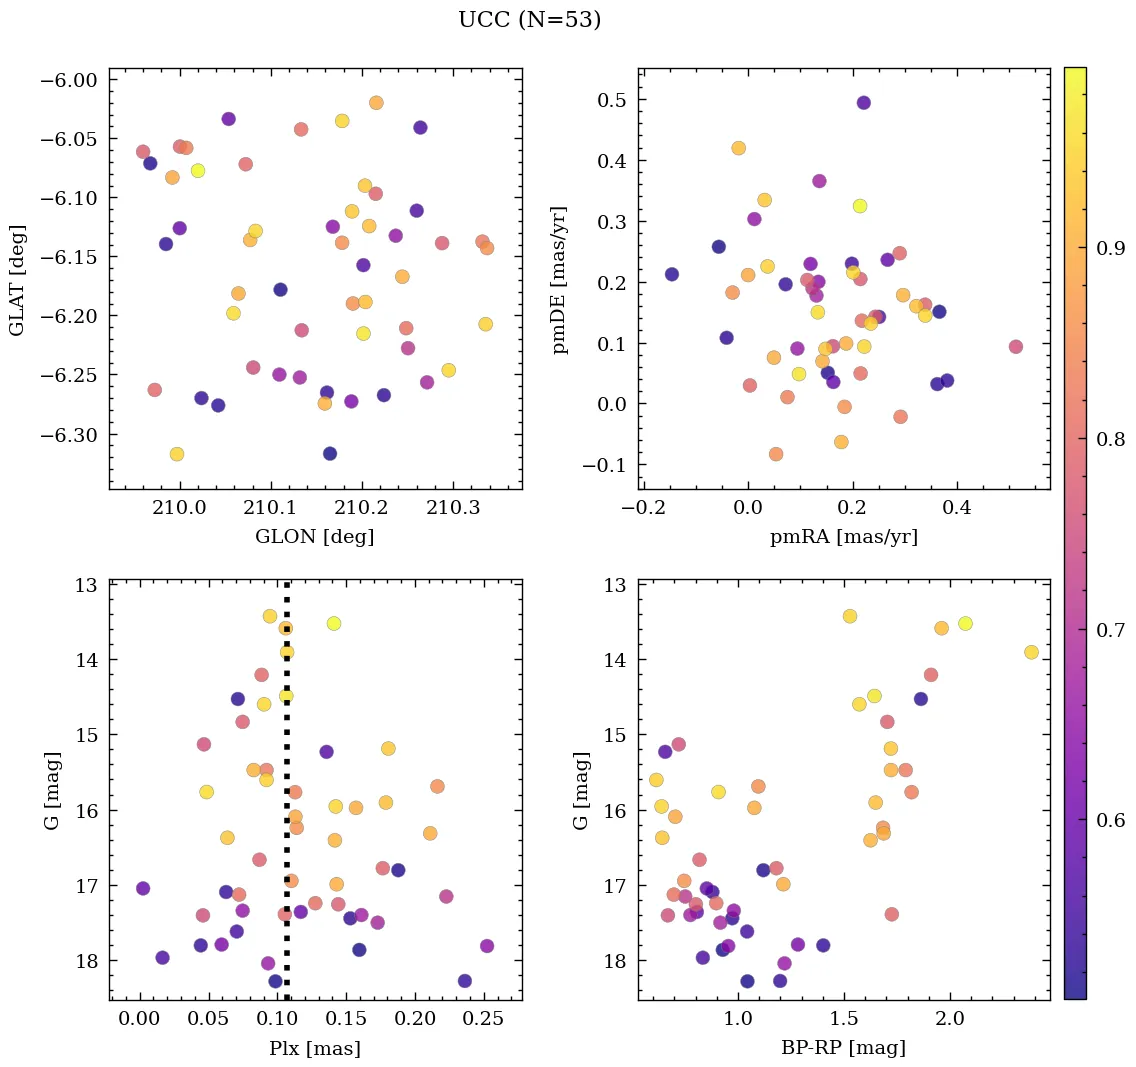 UCC (N=53)
−6.00
−6.05
−6.10
−6.15
−6.20
−6.25
−6.30
GLAT [deg]
210.0 210.1 210.2 210.3
GLON [deg]
0.5
0.4
0.3
0.2
0.1
0.0
−0.1
pmDE [mas/yr]
−0.2 0.0 0.2 0.4
pmRA [mas/yr]
13
14
15
16
17
18
G [mag]
0.00 0.05 0.10 0.15 0.20 0.25
Plx [mas]
13
14
15
16
17
18
G [mag]
1.0 1.5 2.0
BP-RP [mag]
0.9
0.8
0.7
0.6